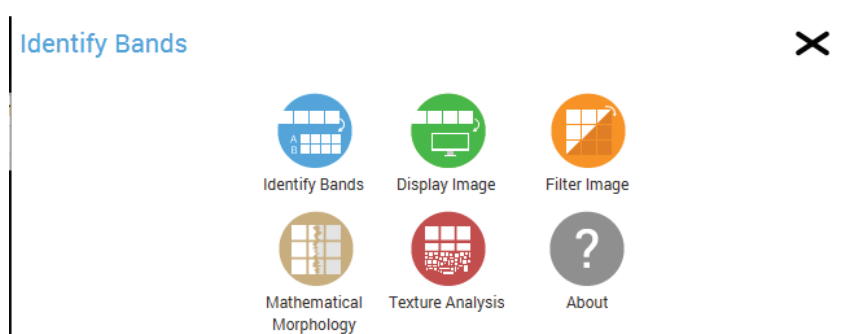 Identify Bands
A
B
Identify Bands
Display Image
Filter Image
?
Mathematical
Morphology
Texture Analysis
About